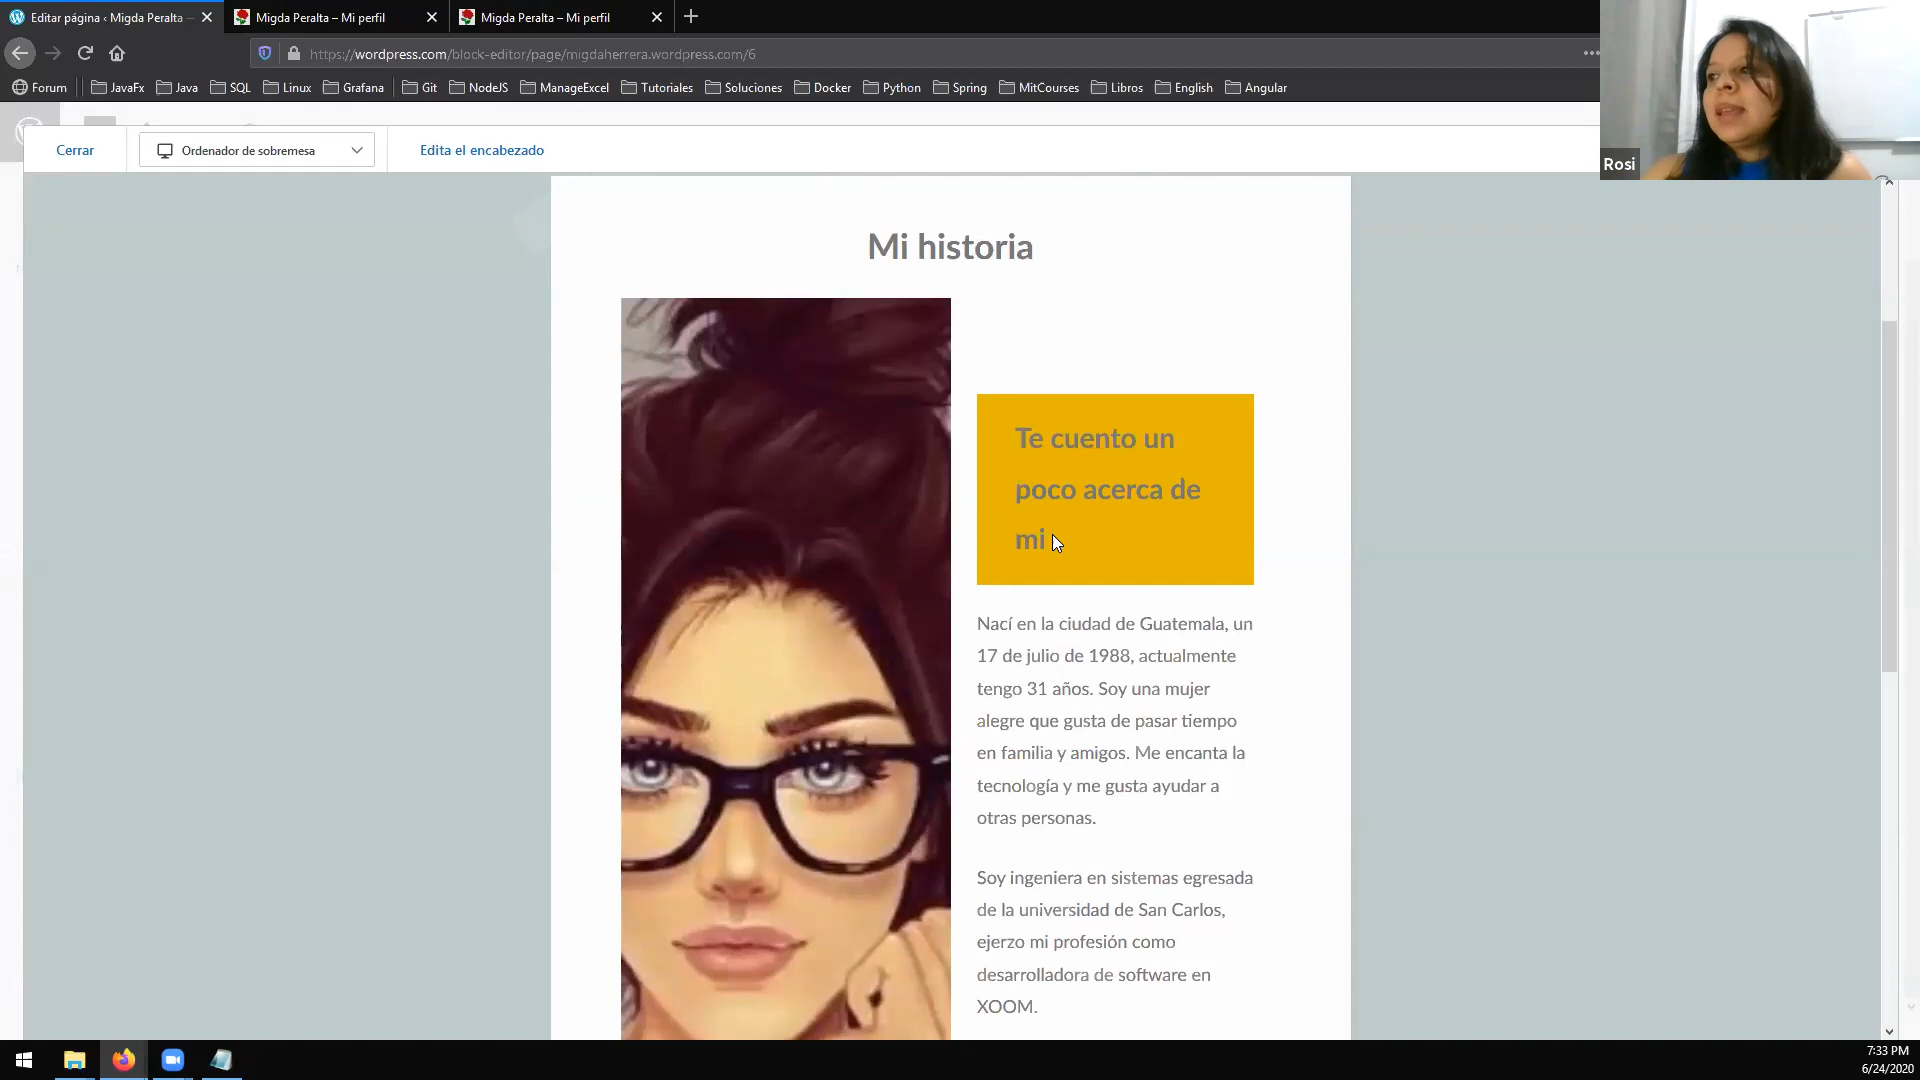 Editar página ‹ Migda Peralta —
Migda Peralta – Mi perfil
Migda Peralta – Mi perfil
https://wordpress.com/block-editor/page/migdaherrera.wordpress.com/6
Forum
JavaFx
Java
SQL
Linux
Grafana
Git
NodeJS
ManageExcel
Tutoriales
Soluciones
Docker
Python
Spring
MitCourses
Libros
English
Angular
Rosi
Cerrar
Ordenador de sobremesa
Edita el encabezado
Mi historia
Te cuento un
poco acerca de
mi
Nací en la ciudad de Guatemala, un
17 de julio de 1988, actualmente
tengo 31 años. Soy una mujer
alegre que gusta de pasar tiempo
en familia y amigos. Me encanta la
tecnología y me gusta ayudar a
otras personas.
Soy ingeniera en sistemas egresada
de la universidad de San Carlos,
ejerzo mi profesión como
desarrolladora de software en
XOOM.
7:33 PM
6/24/2020